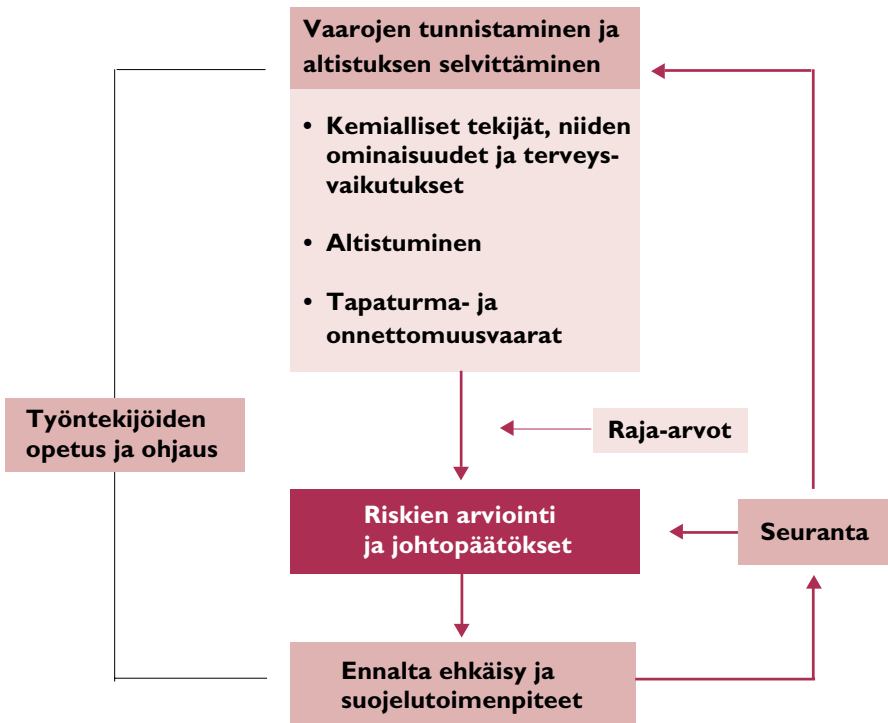 Vaarojen tunnistaminen ja
altistuksen selvittäminen
• Kemialliset tekijät, niiden
ominaisuudet ja terveys-
vaikutukset
• Altistuminen
• Tapaturma- ja
onnettomuusvaarat
Työntekijöiden
opetus ja ohjaus
Raja-arvot
Riskien arviointi
ja johtopäätökset
Seuranta
Ennalta ehkäisy ja
suojelutoimenpiteet